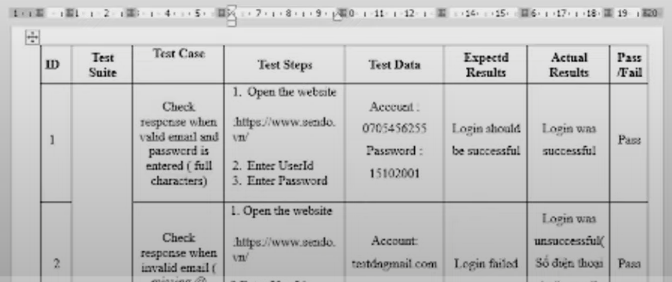 ID
Test
Suite
Test Case
Test Steps
Test Data
Expectd
Results
Actual
Results
Pass
/Fail
1
Check
response when
valid email and
password is
entered ( full
characters)
1. Open the website
:https://www.sendo.
vn/
2. Enter UserId
3. Enter Password
Account :
0705456255
Password :
15102001
Login should
be successful
Login was
successful
Pass
2
Check
response when
invalid email (
missing @
1. Open the website
:https://www.sendo.
vn/
Account:
testdngmail.com
Login failed
Login was
unsuccessful(
Số điện thoại
Pass